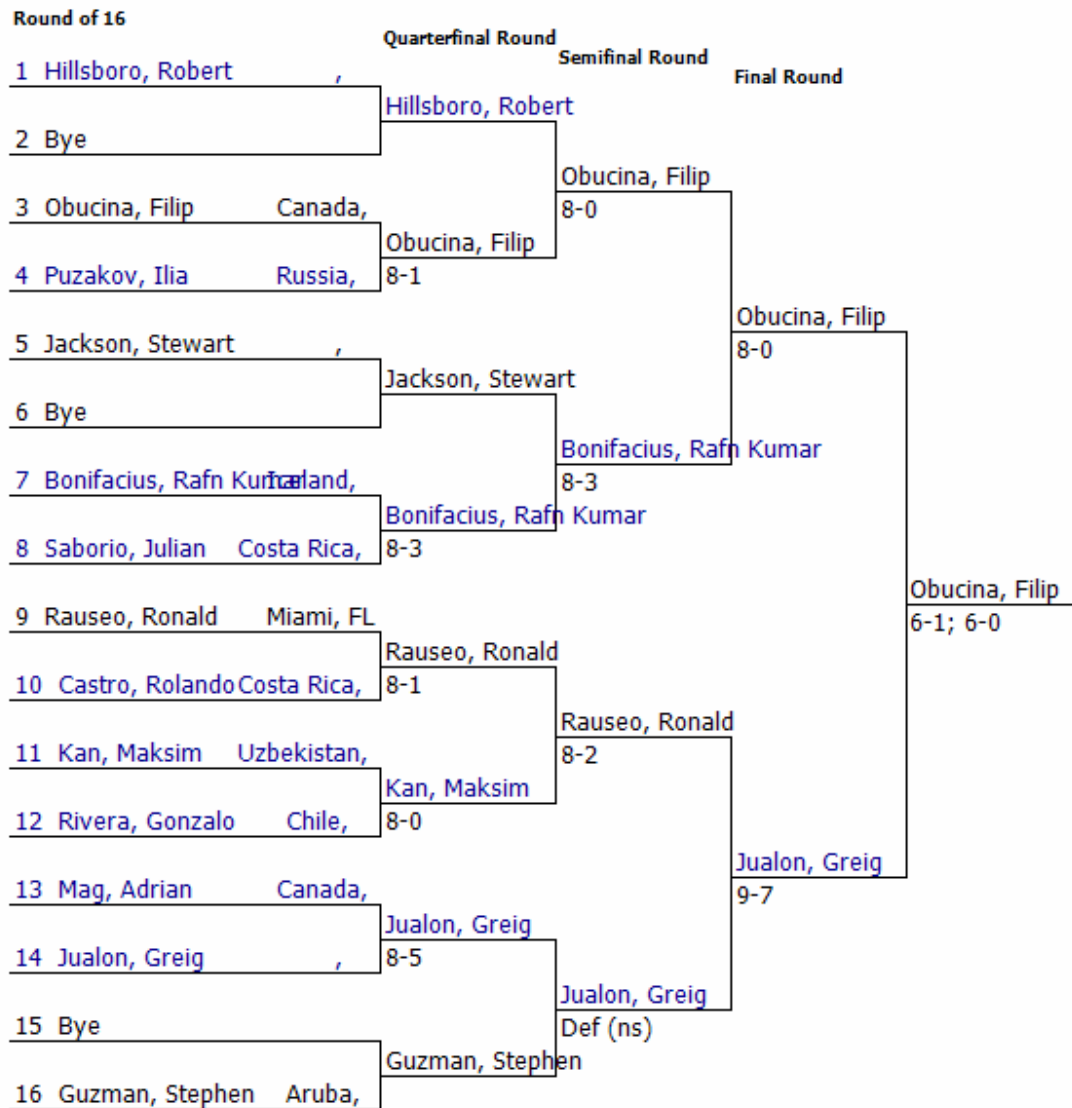 Round of 16
Quarterfinal Round
Semifinal Round
Final Round
1 Hillsboro, Robert ,
Hillsboro, Robert
2 Bye
Obucina, Filip
8-0
3 Obucina, Filip Canada,
Obucina, Filip
8-1
4 Puzakov, Ilia Russia,
Obucina, Filip
8-0
5 Jackson, Stewart ,
Jackson, Stewart
6 Bye
Bonifacius, Rafn Kumar
8-3
7 Bonifacius, Rafn Kumar
Bonifacius, Rafn Kumar
8-3
8 Saborio, Julian Costa Rica,
Obucina, Filip
6-1; 6-0
9 Rauseo, Ronald Miami, FL
Rauseo, Ronald
8-1
10 Castro, Rolando Costa Rica,
Rauseo, Ronald
8-2
11 Kan, Maksim Uzbekistan,
Kan, Maksim
8-0
12 Rivera, Gonzalo Chile,
Jualon, Greig
9-7
13 Mag, Adrian Canada,
Jualon, Greig
8-5
14 Jualon, Greig ,
Jualon, Greig
Def (ns)
15 Bye
Guzman, Stephen
16 Guzman, Stephen Aruba,